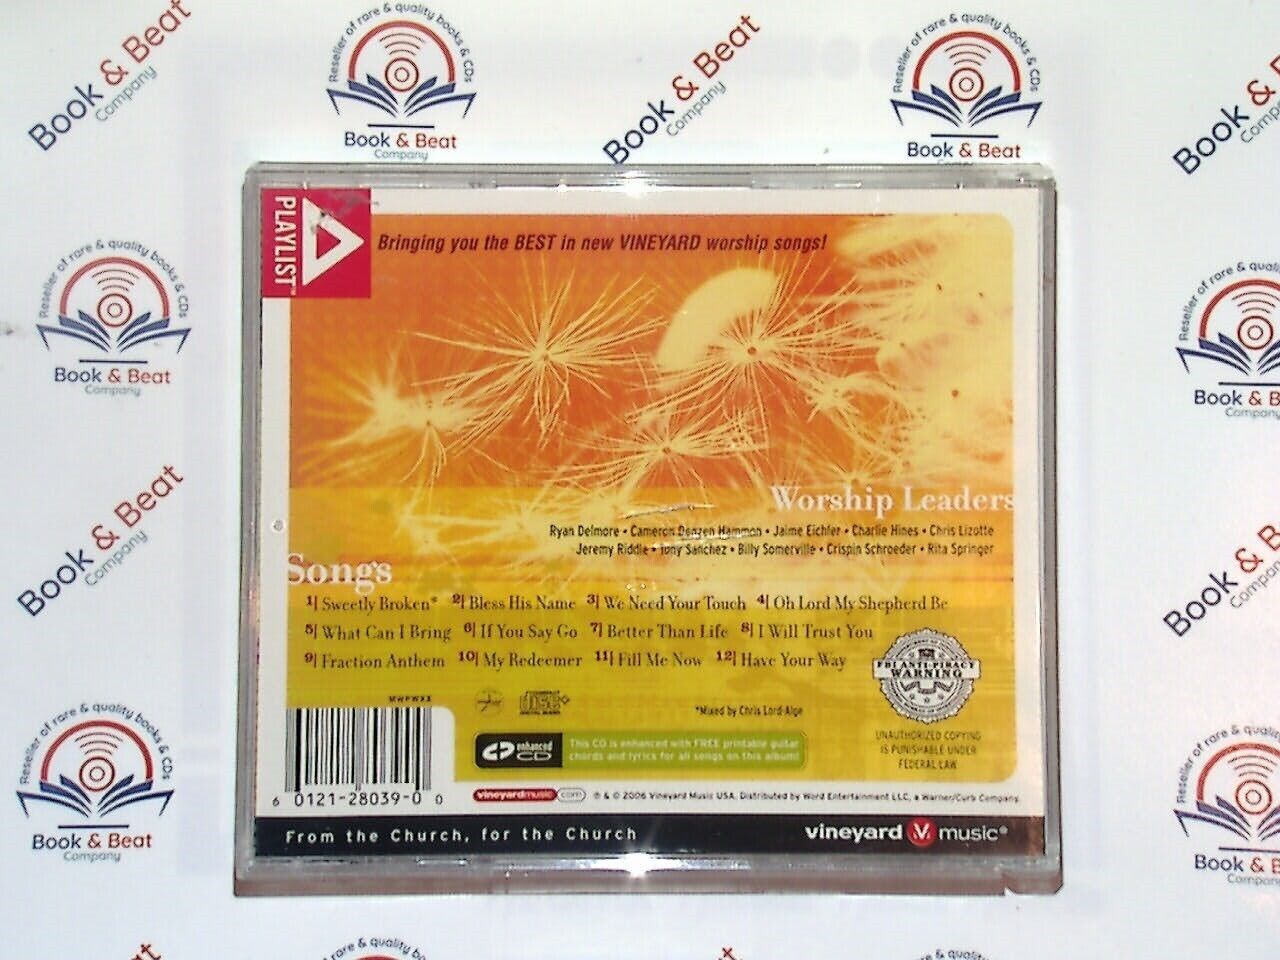 Reseller of rare & quality books & CDs
Book & Beat
Company
PLAYLIST™
Bringing you the BEST in new VINEYARD worship songs!
Worship Leaders
Ryan Delmore • Cameron Dezzen Hammon • Jaime Eichler • Charlie Hines • Chris Lizotte
Jeremy Riddle • Tony Sanchez • Billy Somerville • Crispin Schroeder • Rita Springer
Songs
1| Sweetly Broken* 2| Bless His Name 3| We Need Your Touch 4| Oh Lord My Shepherd Be
5| What Can I Bring 6| If You Say Go 7| Better Than Life 8| I Will Trust You
9| Fraction Anthem 10| My Redeemer 11| Fill Me Now 12| Have Your Way
FBI ANTI-PIRACY
WARNING
UNAUTHORIZED COPYING
IS PUNISHABLE UNDER
FEDERAL LAW
*Mixed by Chris Lord-Alge
disc
enhanced
CD
This CD is enhanced with FREE printable guitar
chords and lyrics for all songs on this album!
6 0121-28039-0 0
vineyardmusic com
℗ & © 2006 Vineyard Music USA. Distributed by Word Entertainment LLC, a Warner/Curb Company.
From the Church, for the Church
vineyard music®